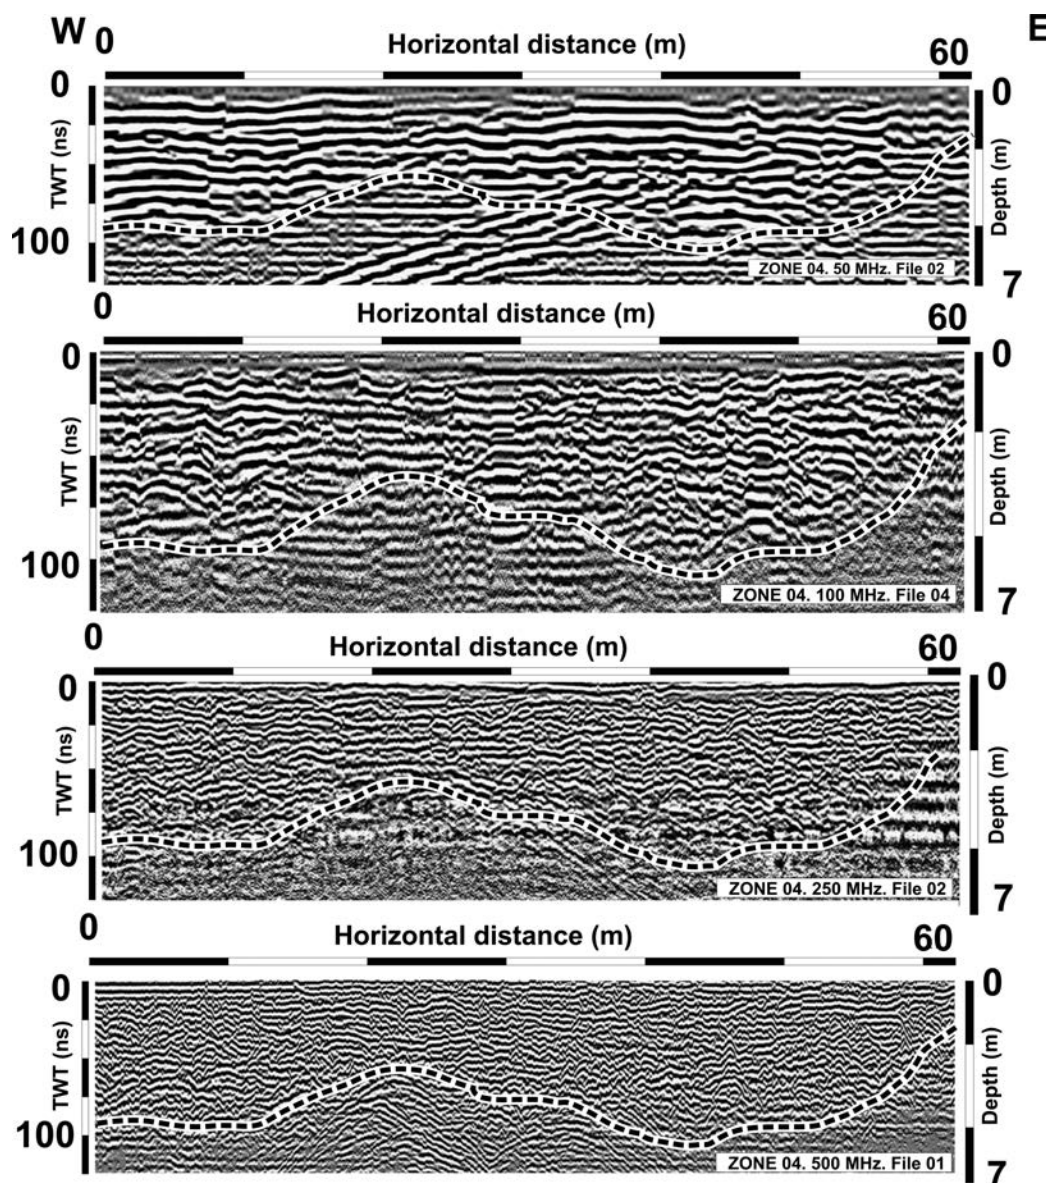 W 0 Horizontal distance (m) 60 E
0 0
TWT (ns) Depth (m)
100 ZONE 04. 50 MHz. File 02 7
0 Horizontal distance (m) 60
0 0
TWT (ns) Depth (m)
100 ZONE 04. 100 MHz. File 04 7
0 Horizontal distance (m) 60
0 0
TWT (ns) Depth (m)
100 ZONE 04. 250 MHz. File 02 7
0 Horizontal distance (m) 60
0 0
TWT (ns) Depth (m)
100 ZONE 04. 500 MHz. File 01 7